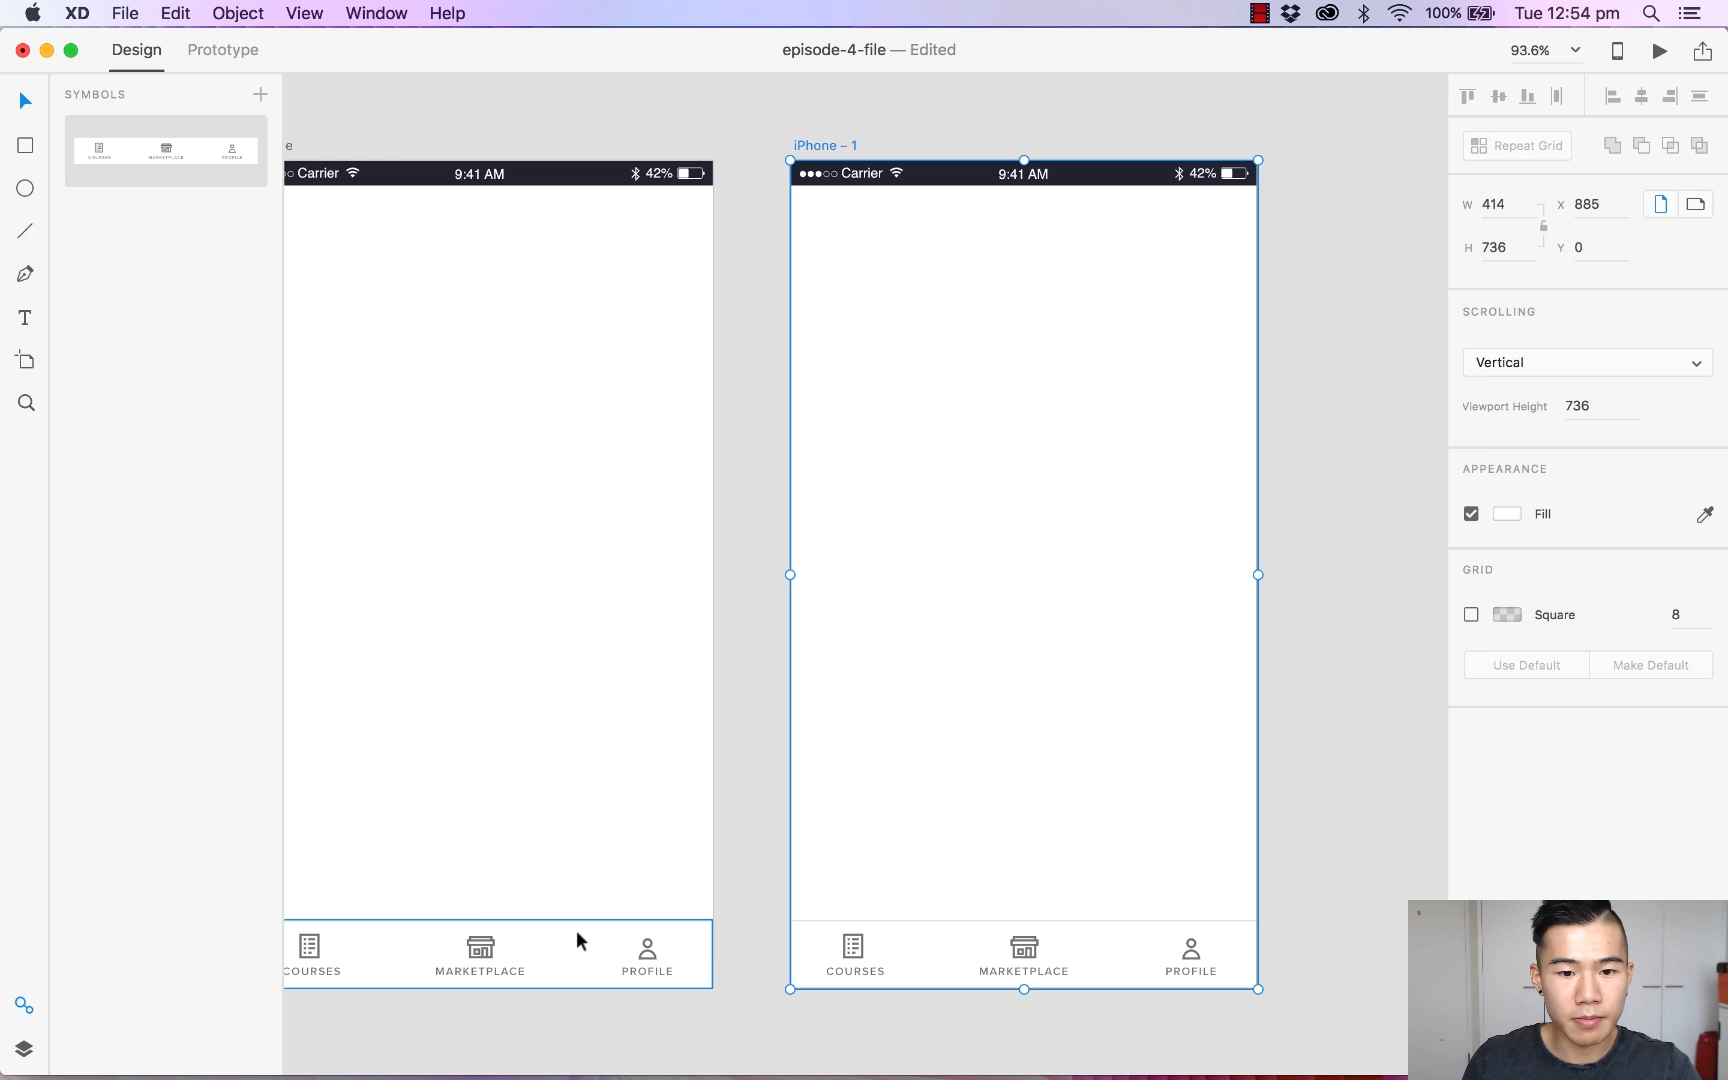 XD File Edit Object View Window Help
100% Tue 12:54 pm
Design Prototype
episode-4-file — Edited
93.6%
SYMBOLS
COURSES MARKETPLACE PROFILE
e
iPhone – 1
Carrier 9:41 AM 42%
Carrier 9:41 AM 42%
Repeat Grid
W 414 X 885
H 736 Y 0
SCROLLING
Vertical
Viewport Height 736
APPEARANCE
Fill
GRID
Square 8
Use Default Make Default
COURSES MARKETPLACE PROFILE
COURSES MARKETPLACE PROFILE
T